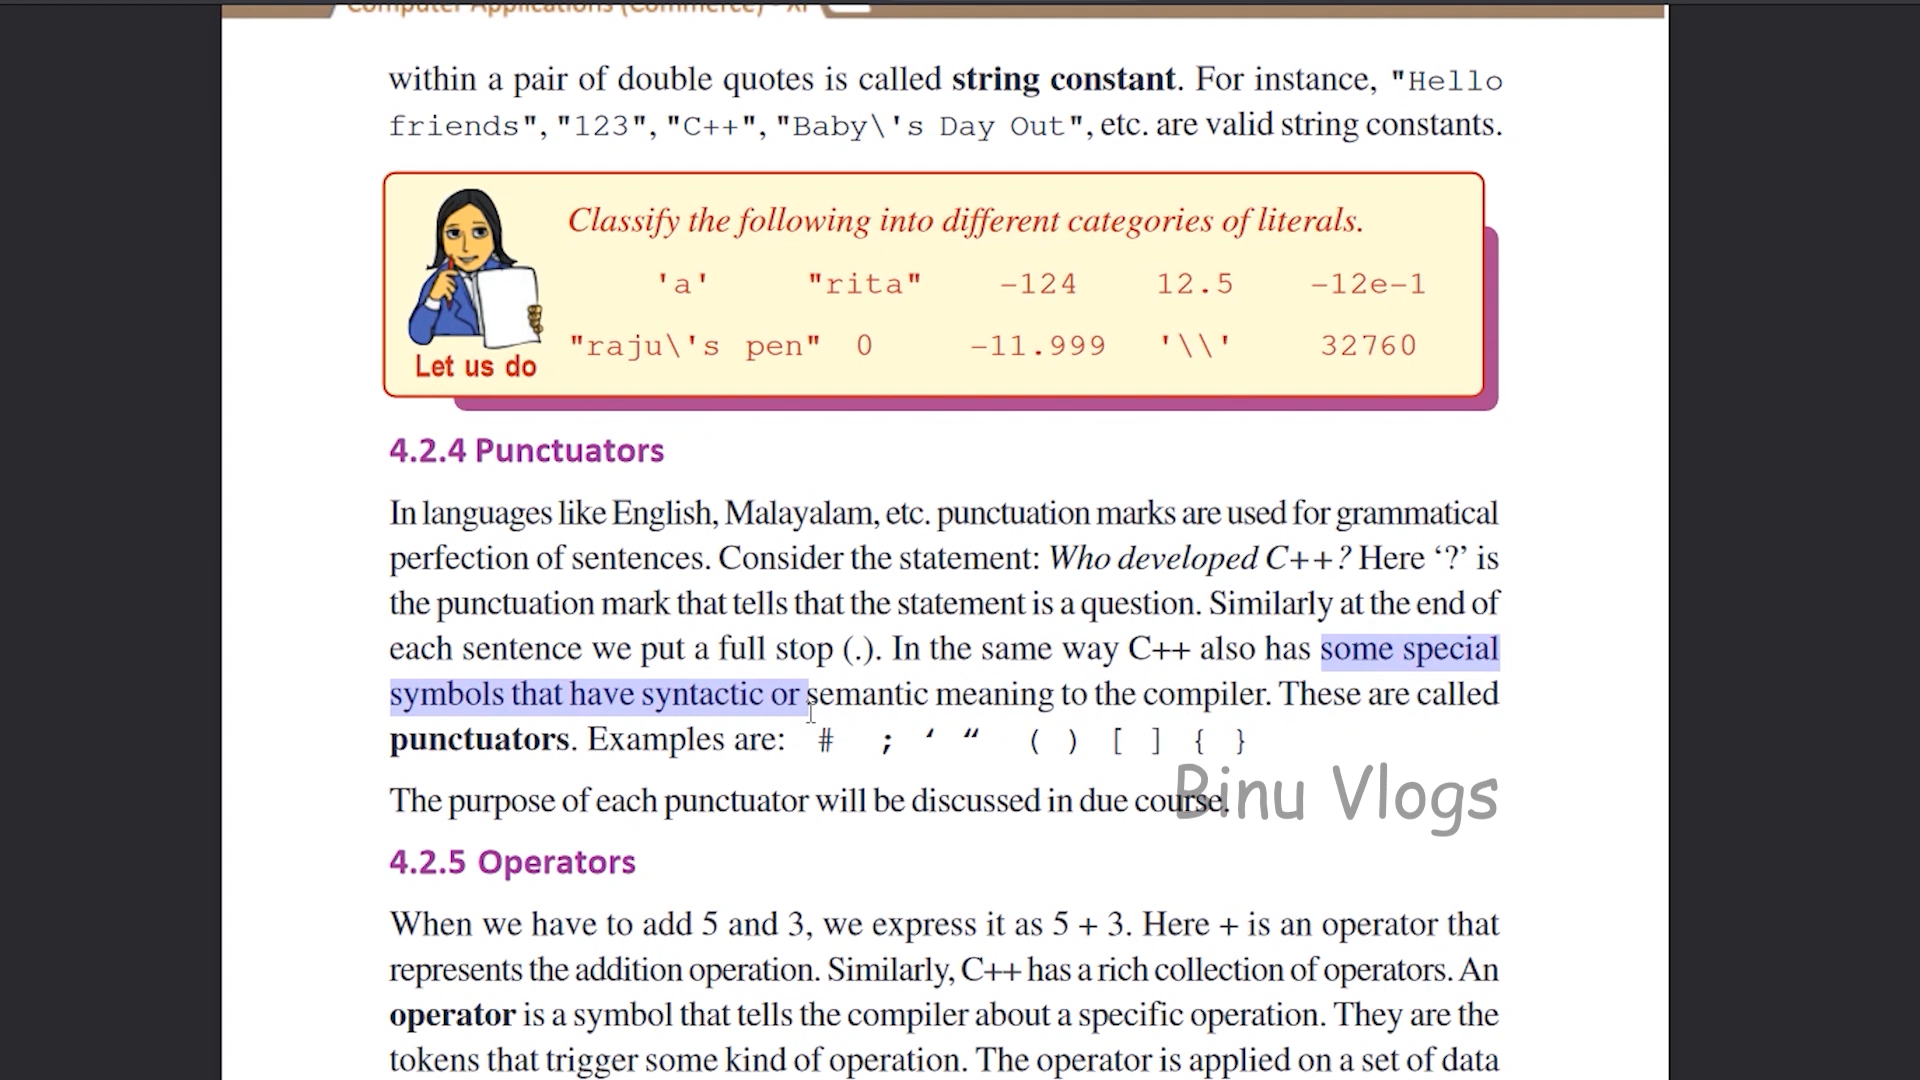 Computer Applications (Commerce) - XI
within a pair of double quotes is called string constant. For instance, "Hello
friends", "123", "C++", "Baby\'s Day Out", etc. are valid string constants.
Classify the following into different categories of literals.
'a' "rita" -124 12.5 -12e-1
"raju\'s pen" 0 -11.999 '\\' 32760
Let us do
4.2.4 Punctuators
In languages like English, Malayalam, etc. punctuation marks are used for grammatical
perfection of sentences. Consider the statement: Who developed C++? Here ‘?’ is
the punctuation mark that tells that the statement is a question. Similarly at the end of
each sentence we put a full stop (.). In the same way C++ also has some special
symbols that have syntactic or semantic meaning to the compiler. These are called
punctuators. Examples are: # ; ‘ “ ( ) [ ] { }
The purpose of each punctuator will be discussed in due course.
Binu Vlogs
4.2.5 Operators
When we have to add 5 and 3, we express it as 5 + 3. Here + is an operator that
represents the addition operation. Similarly, C++ has a rich collection of operators. An
operator is a symbol that tells the compiler about a specific operation. They are the
tokens that trigger some kind of operation. The operator is applied on a set of data